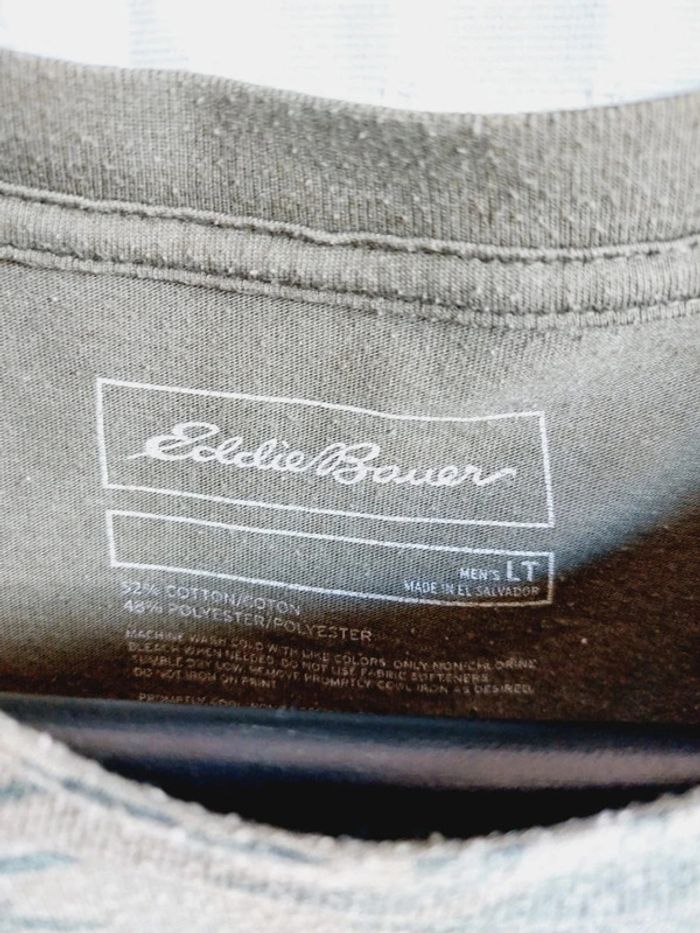 Eddie Bauer
MEN'S LT
MADE IN EL SALVADOR
52% COTTON/COTON
48% POLYESTER/POLYESTER
MACHINE WASH COLD WITH LIKE COLORS ONLY NON-CHLORINE
BLEACH WHEN NEEDED DO NOT USE FABRIC SOFTENERS
TUMBLE DRY LOW REMOVE PROMPTLY COOL IRON AS DESIRED
DO NOT IRON ON PRINT